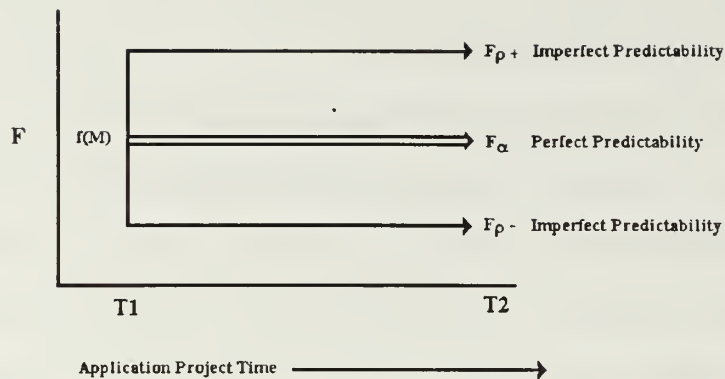 Fρ + Imperfect Predictability
F f(M) Fα Perfect Predictability
Fρ - Imperfect Predictability
T1 T2
Application Project Time